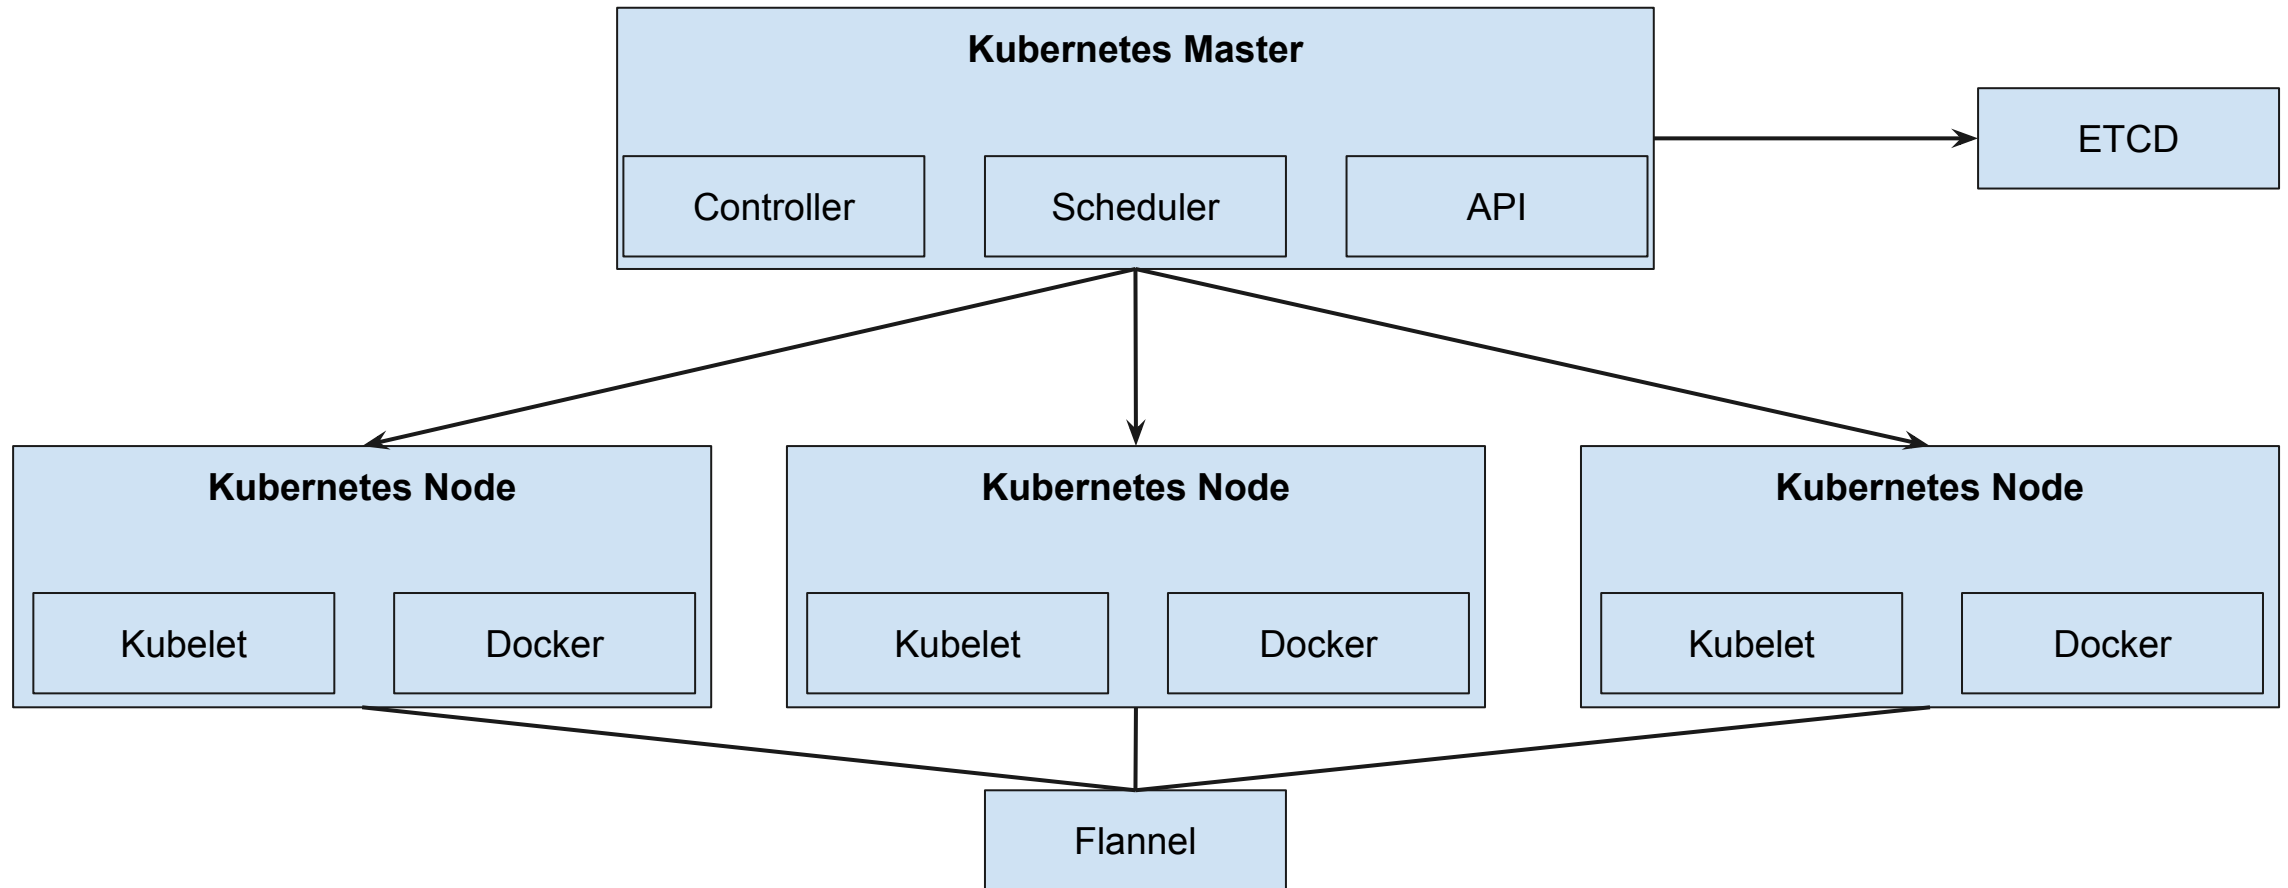 Kubernetes Master
ETCD
Controller
Scheduler
API
Kubernetes Node
Kubernetes Node
Kubernetes Node
Kubelet
Docker
Kubelet
Docker
Kubelet
Docker
Flannel